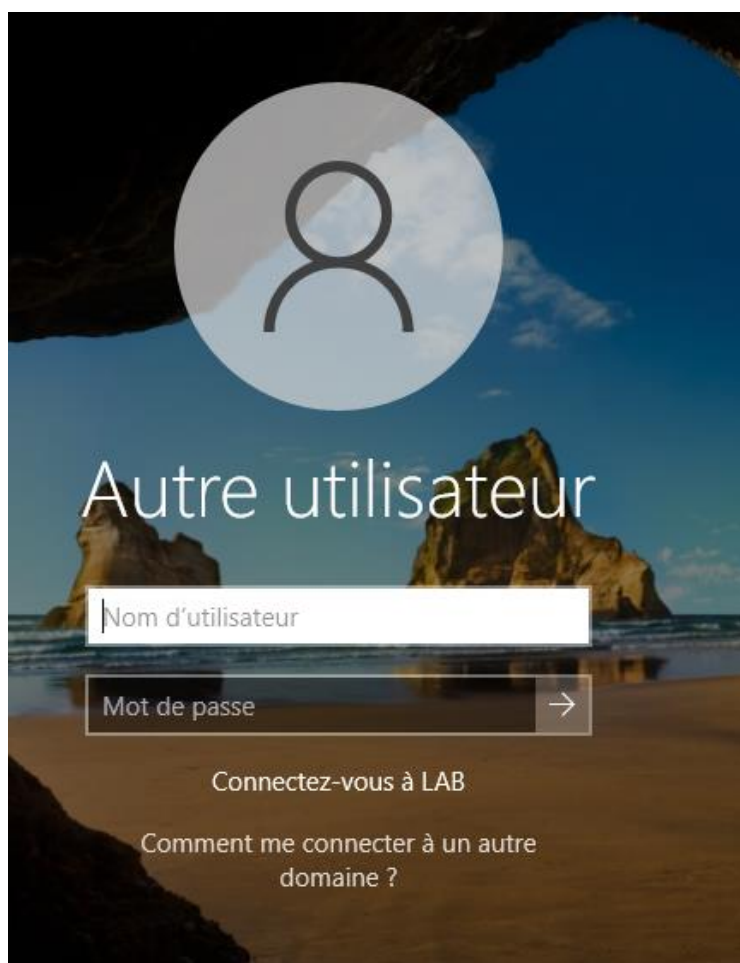 Autre utilisateur
Nom d’utilisateur
Mot de passe
Connectez-vous à LAB
Comment me connecter à un autre
domaine ?